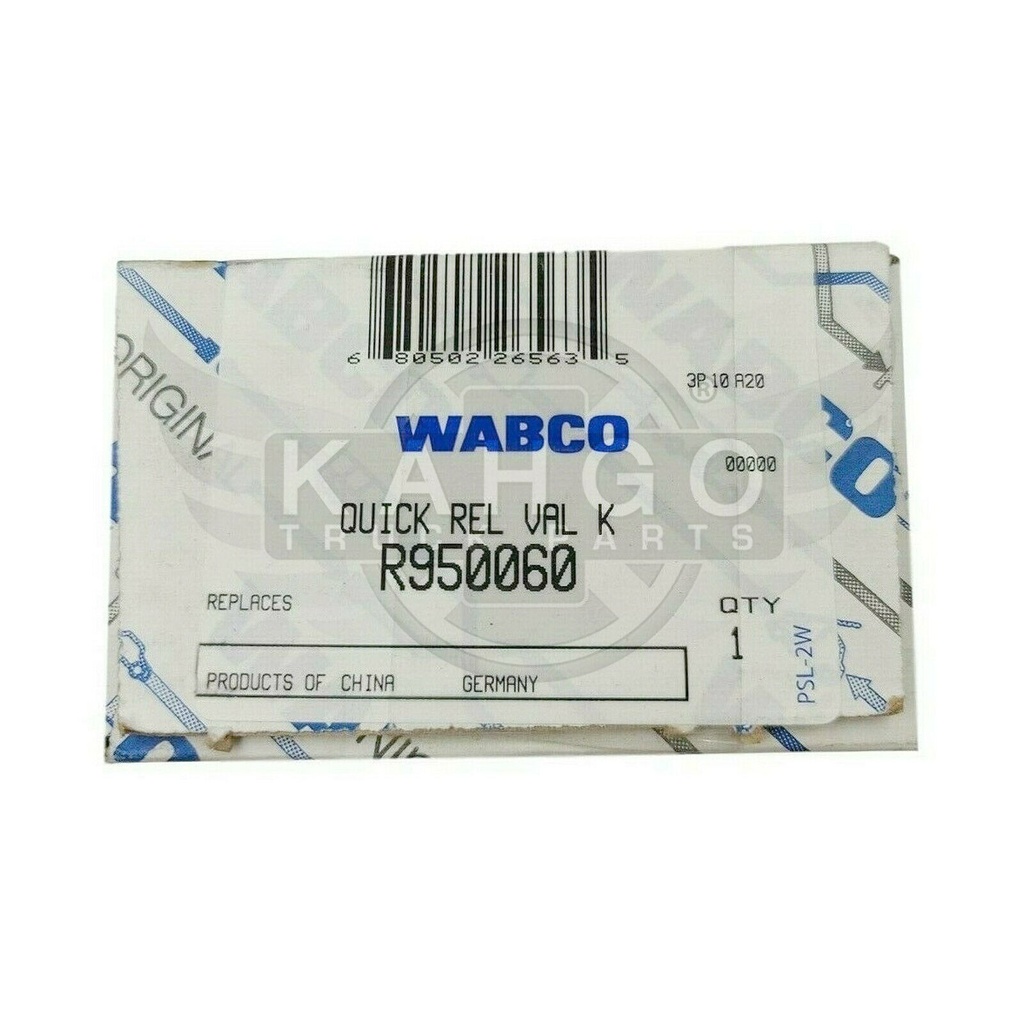 6 80502 26563 5
3P 10 A20
WABCO
00000
KAHGO ®
TRUCK PARTS
QUICK REL VAL K
R950060
REPLACES
QTY
1
PRODUCTS OF CHINA GERMANY
PSL-2W